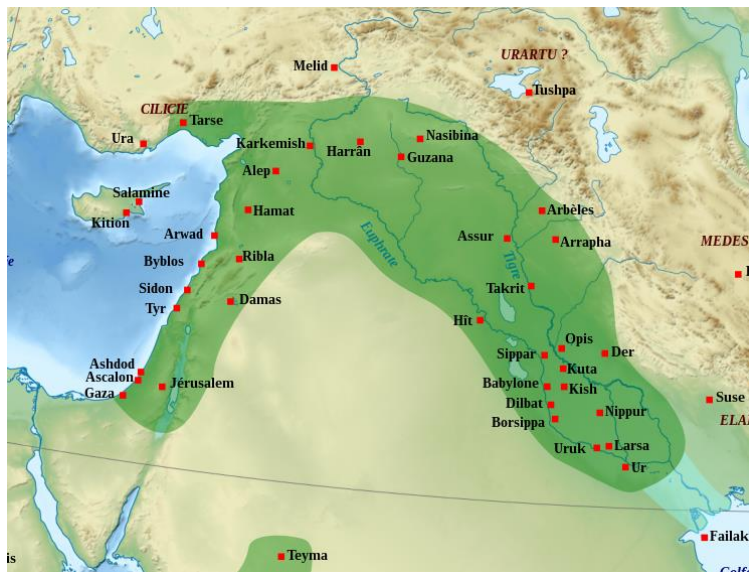 Melid
URARTU ?
Tushpa
CILICIE
Tarse
Ura
Karkemish
Harrân
Nasibina
Guzana
Alep
Salamine
Kition
Hamat
Arbèles
Arwad
Assur
Arrapha
MEDES
Euphrate
Tigre
Byblos
Ribla
Sidon
Takrit
Damas
Tyr
Hît
Opis
Sippar
Der
Ashdod
Kuta
Ascalon
Jérusalem
Babylone
Kish
Gaza
Suse
Dilbat
Nippur
Borsippa
ELA
Uruk
Larsa
Ur
Failak
Teyma
is
Golfe